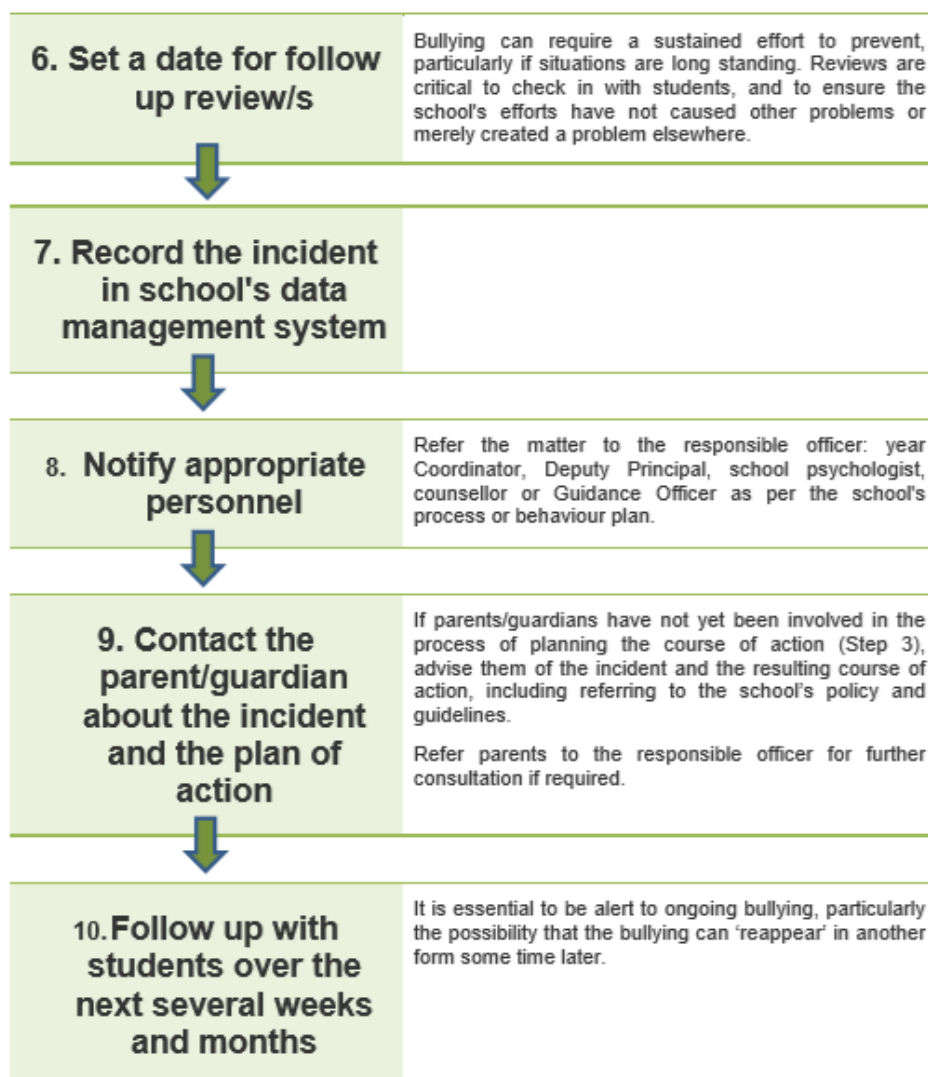 6. Set a date for follow
up review/s
Bullying can require a sustained effort to prevent,
particularly if situations are long standing. Reviews are
critical to check in with students, and to ensure the
school's efforts have not caused other problems or
merely created a problem elsewhere.
7. Record the incident
in school's data
management system
8. Notify appropriate
personnel
Refer the matter to the responsible officer: year
Coordinator, Deputy Principal, school psychologist,
counsellor or Guidance Officer as per the school's
process or behaviour plan.
9. Contact the
parent/guardian
about the incident
and the plan of
action
If parents/guardians have not yet been involved in the
process of planning the course of action (Step 3),
advise them of the incident and the resulting course of
action, including referring to the school's policy and
guidelines.
Refer parents to the responsible officer for further
consultation if required.
10. Follow up with
students over the
next several weeks
and months
It is essential to be alert to ongoing bullying, particularly
the possibility that the bullying can ‘reappear’ in another
form some time later.